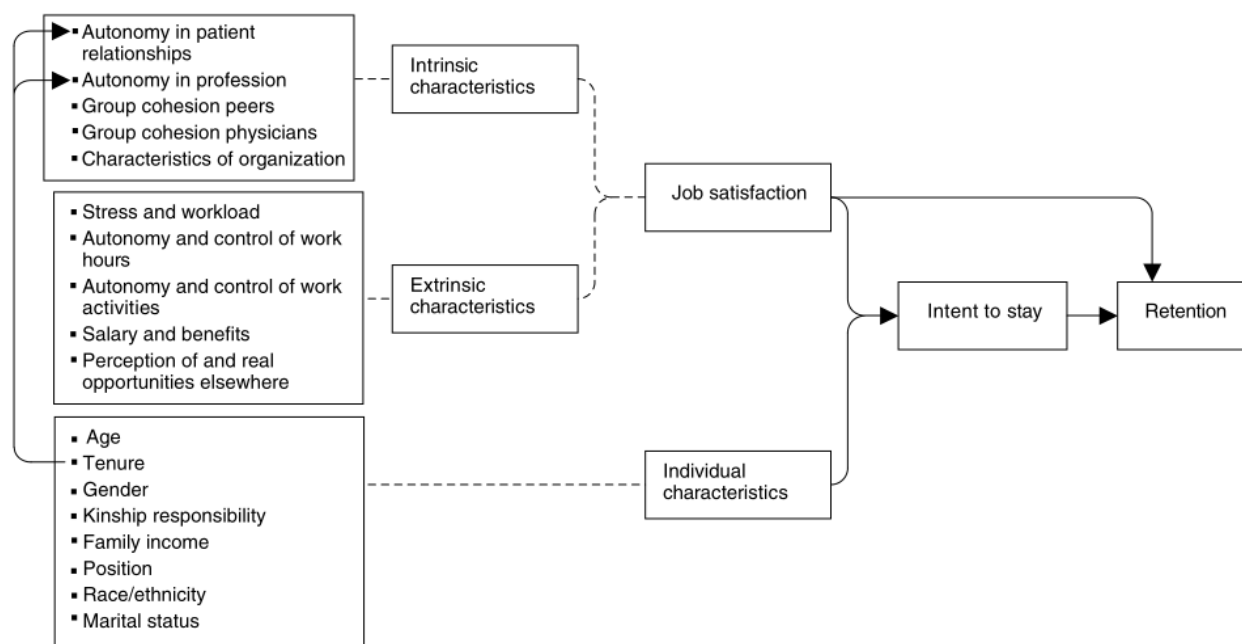 ▪ Autonomy in patient
relationships
▪ Autonomy in profession
▪ Group cohesion peers
▪ Group cohesion physicians
▪ Characteristics of organization
Intrinsic
characteristics
▪ Stress and workload
▪ Autonomy and control of work
hours
▪ Autonomy and control of work
activities
▪ Salary and benefits
▪ Perception of and real
opportunities elsewhere
Extrinsic
characteristics
Job satisfaction
▪ Age
▪ Tenure
▪ Gender
▪ Kinship responsibility
▪ Family income
▪ Position
▪ Race/ethnicity
▪ Marital status
Individual
characteristics
Intent to stay
Retention